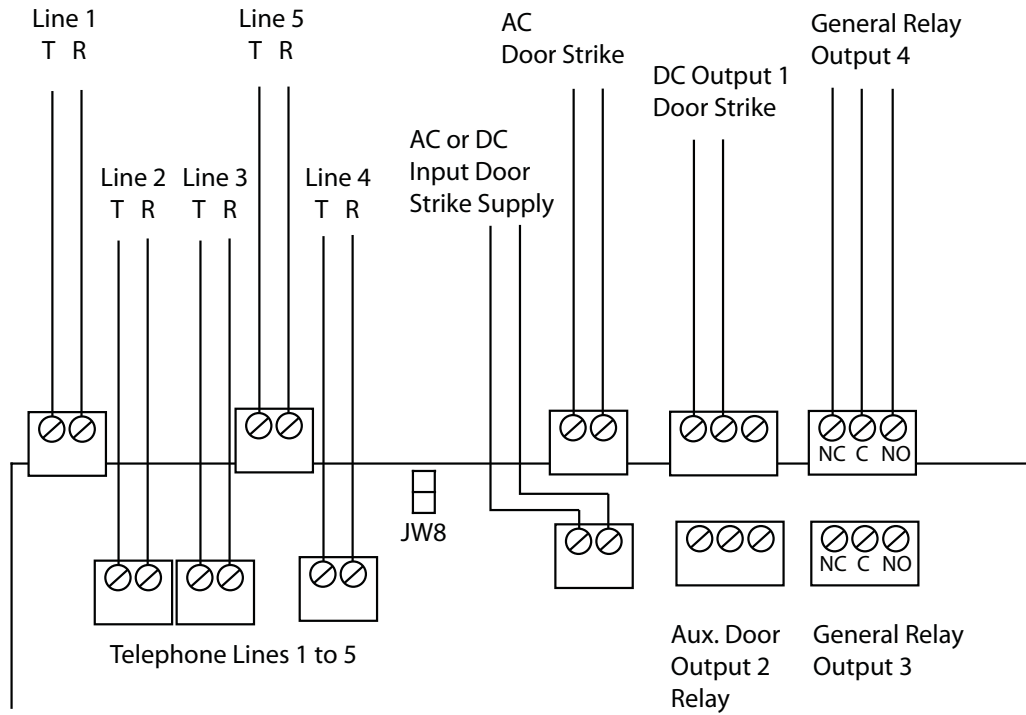 Line 1
T R
Line 5
T R
AC
Door Strike
General Relay
Output 4
DC Output 1
Door Strike
AC or DC
Input Door
Strike Supply
Line 2
T R
Line 3
T R
Line 4
T R
NC C NO
JW8
NC C NO
Telephone Lines 1 to 5
Aux. Door
Output 2
Relay
General Relay
Output 3